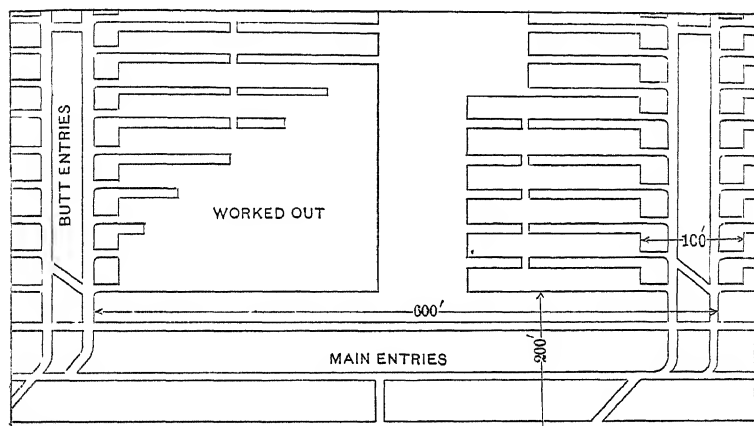 BUTT ENTRIES
WORKED OUT
100'
600'
200'
MAIN ENTRIES